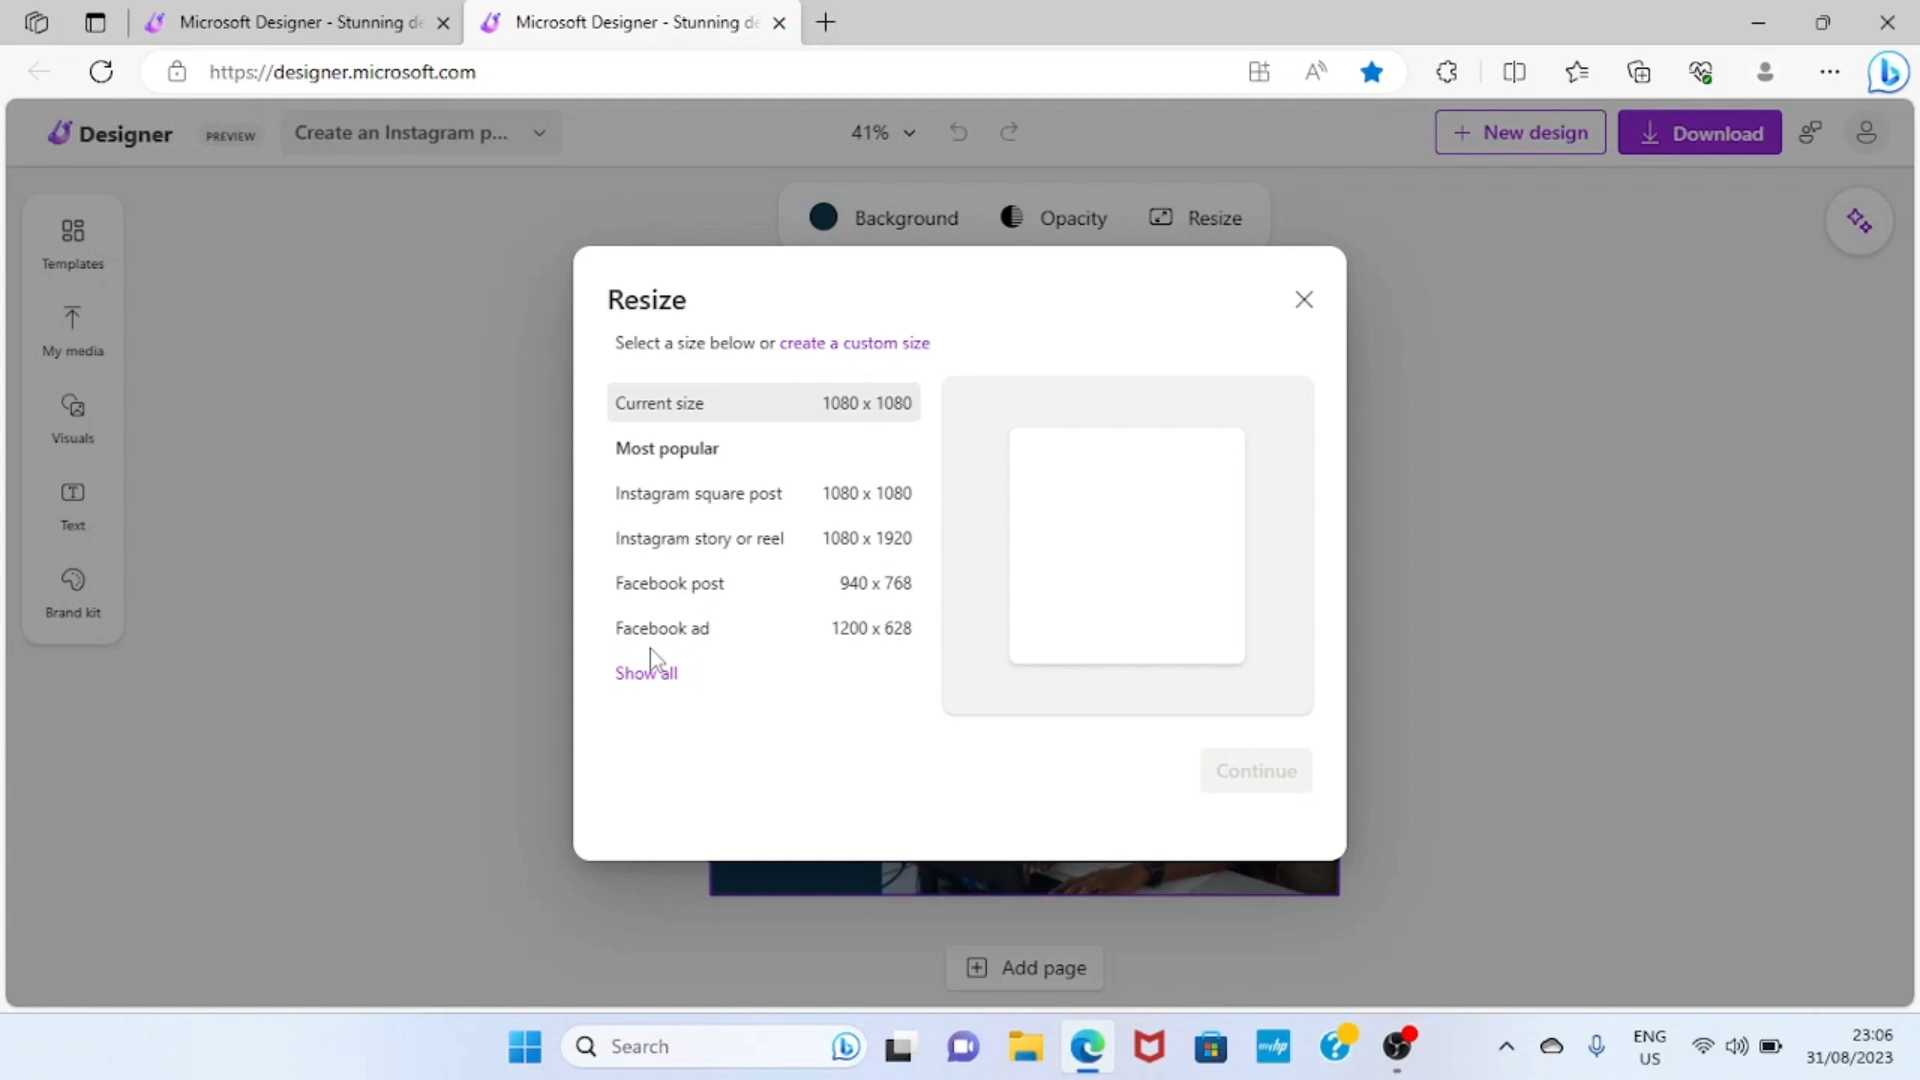 Microsoft Designer - Stunning de
Microsoft Designer - Stunning de
https://designer.microsoft.com
Designer
PREVIEW
Create an Instagram p...
41%
New design
Download
Templates
My media
Visuals
Text
Brand kit
Background
Opacity
Resize
Resize
Select a size below or create a custom size
Current size 1080 x 1080
Most popular
Instagram square post 1080 x 1080
Instagram story or reel 1080 x 1920
Facebook post 940 x 768
Facebook ad 1200 x 628
Show all
Continue
Add page
Search
myhp
ENG
US
23:06
31/08/2023